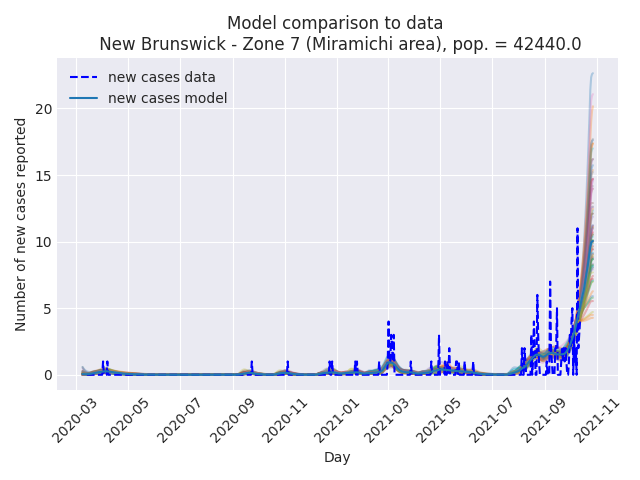 Model comparison to data
New Brunswick - Zone 7 (Miramichi area), pop. = 42440.0
new cases data
new cases model
Number of new cases reported
20
15
10
5
0
2020-03
2020-05
2020-07
2020-09
2020-11
2021-01
2021-03
2021-05
2021-07
2021-09
2021-11
Day